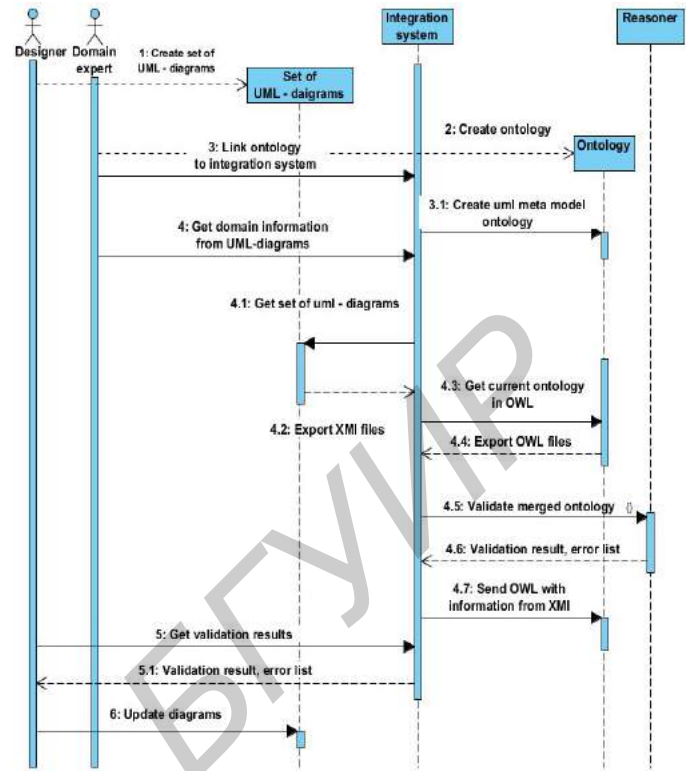 Integration
system
Reasoner
Designer
Domain
expert
1: Create set of
UML - diagrams
Set of
UML - daigrams
2: Create ontology
3: Link ontology
to integration system
Ontology
3.1: Create uml meta model
ontology
4: Get domain information
from UML-diagrams
4.1: Get set of uml - diagrams
4.3: Get current ontology
in OWL
4.2: Export XMI files
4.4: Export OWL files
4.5: Validate merged ontology {}
4.6: Validation result, error list
4.7: Send OWL with
information from XMI
5: Get validation results
5.1: Validation result, error list
6: Update diagrams
БГУИР